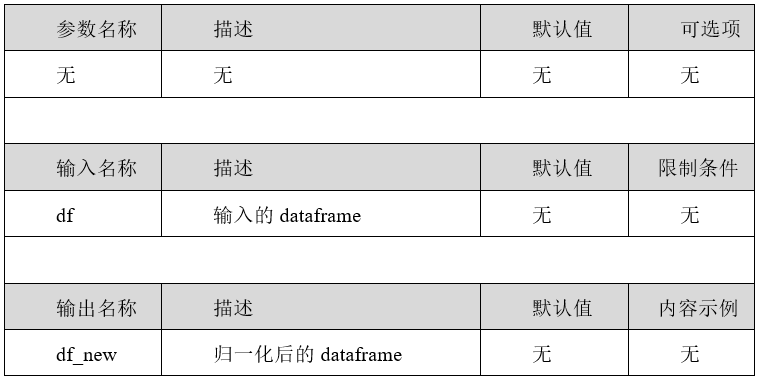 参数名称 描述 默认值 可选项
无 无 无 无
输入名称 描述 默认值 限制条件
df 输入的 dataframe 无 无
输出名称 描述 默认值 内容示例
df_new 归一化后的 dataframe 无 无